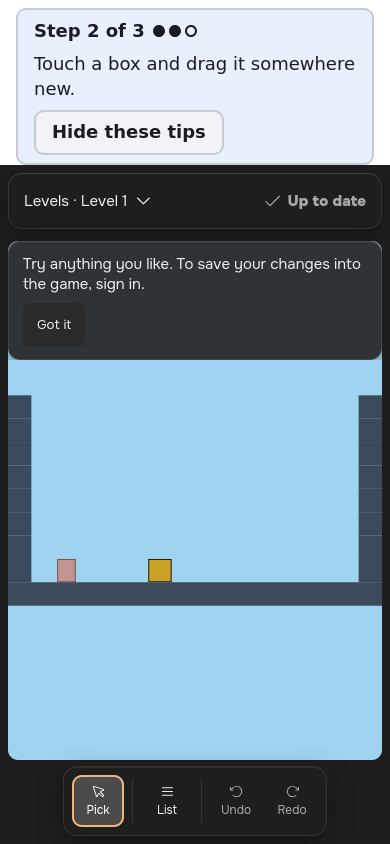 Step 2 of 3
Touch a box and drag it somewhere
new.
Hide these tips
Levels · Level 1
Up to date
Try anything you like. To save your changes into
the game, sign in.
Got it
Pick
List
Undo
Redo